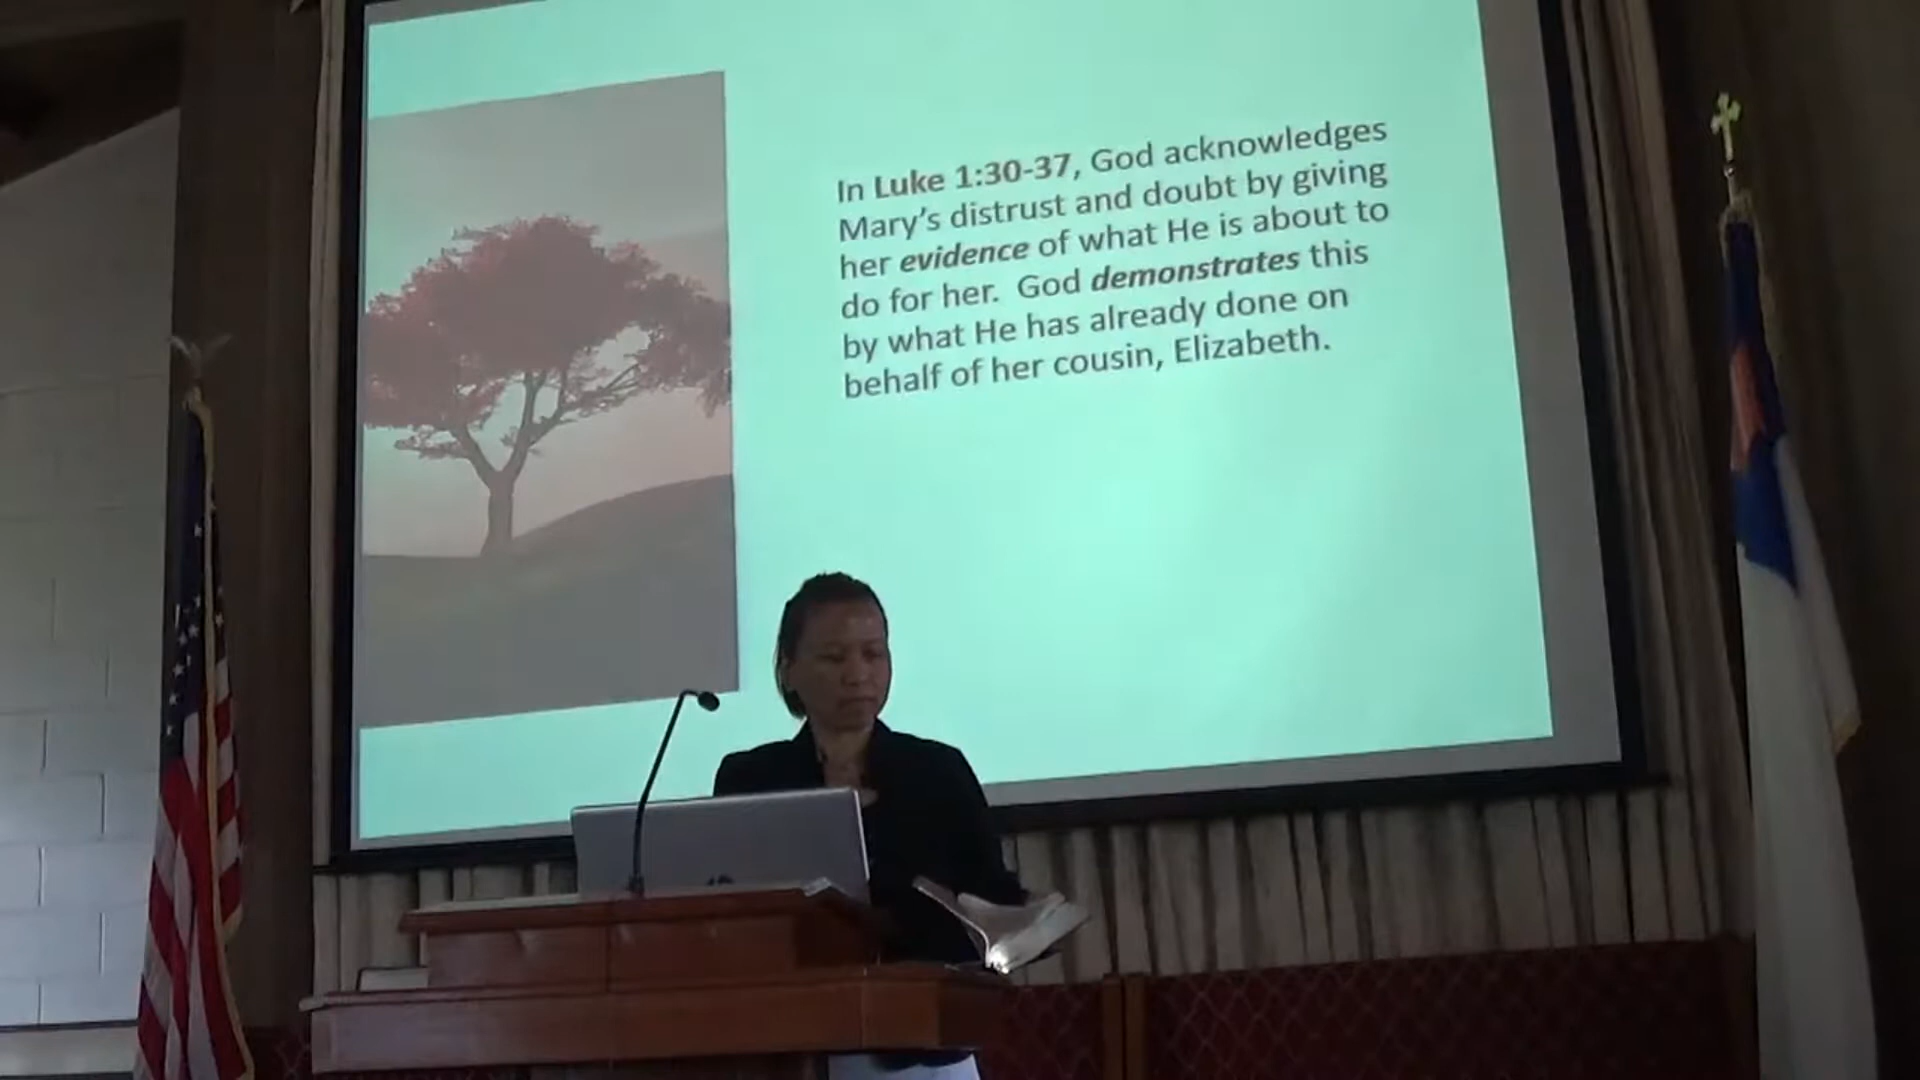 In Luke 1:30-37, God acknowledges
Mary's distrust and doubt by giving
her evidence of what He is about to
do for her. God demonstrates this
by what He has already done on
behalf of her cousin, Elizabeth.